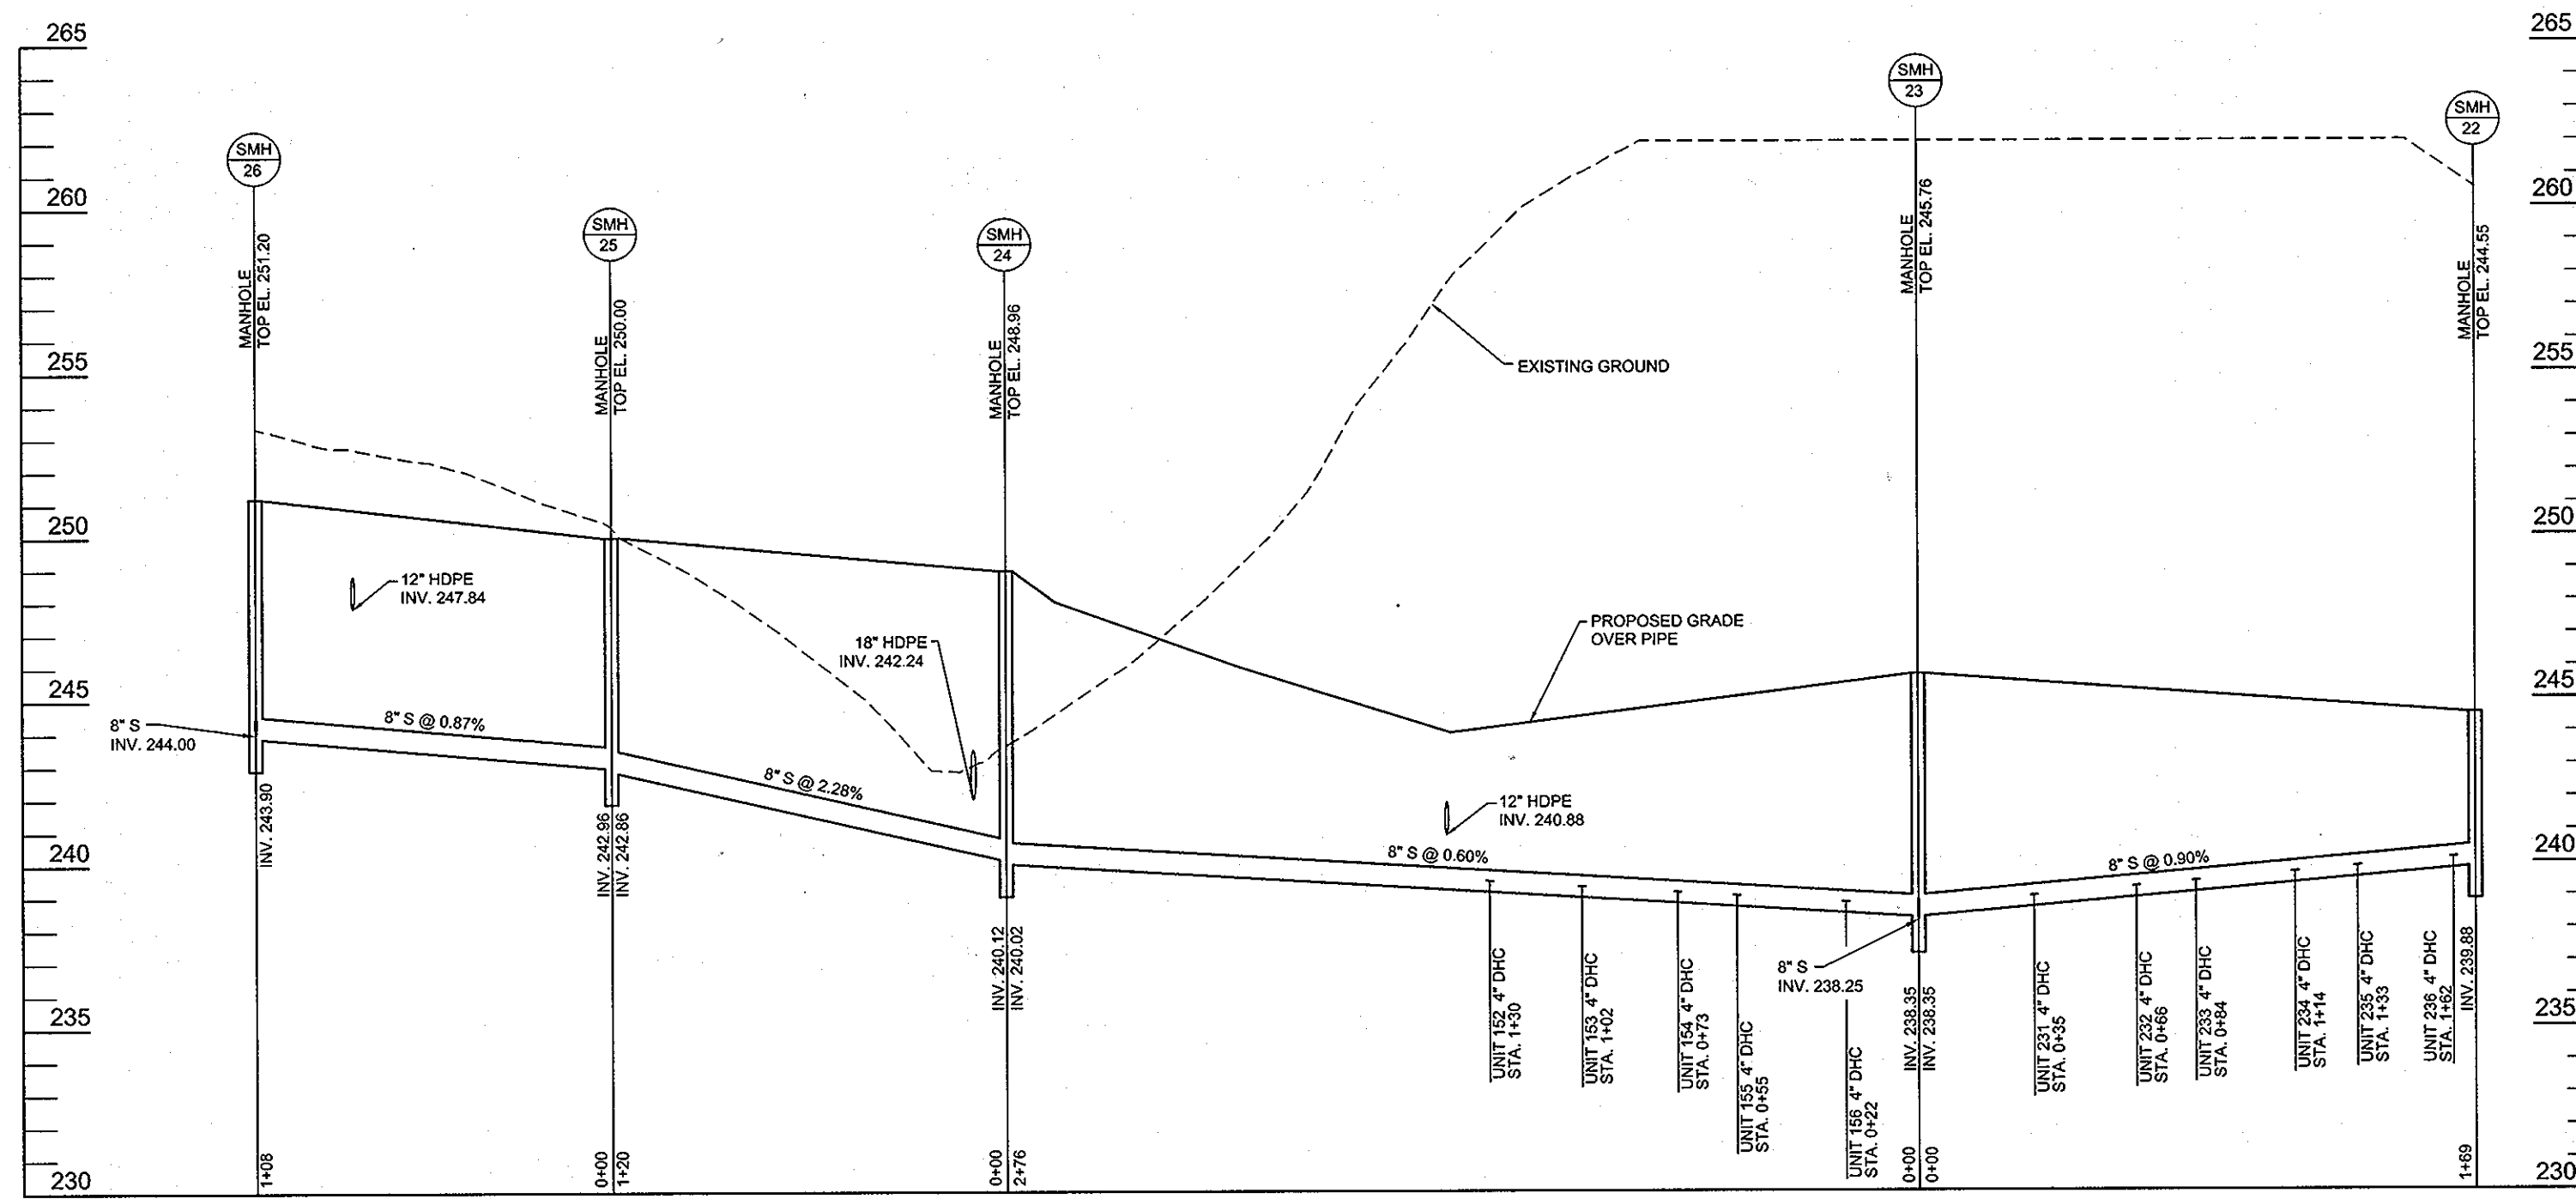 265
260
255
250
245
240
235
230
SMH
26
MANHOLE
TOP EL. 251.20
12" HDPE
INV. 247.84
8" S
INV. 244.00
8" S @ 0.87%
INV. 243.90
1+08
SMH
25
MANHOLE
TOP EL. 250.00
INV. 242.96
INV. 242.86
0+00
1+20
8" S @ 2.28%
18" HDPE
INV. 242.24
SMH
24
MANHOLE
TOP EL. 248.96
INV. 240.12
INV. 240.02
0+00
2+76
EXISTING GROUND
PROPOSED GRADE
OVER PIPE
12" HDPE
INV. 240.88
8" S @ 0.60%
UNIT 152 4" DHC
STA. 1+30
UNIT 153 4" DHC
STA. 1+02
UNIT 154 4" DHC
STA. 0+73
UNIT 155 4" DHC
STA. 0+55
UNIT 156 4" DHC
STA. 0+22
8" S
INV. 238.25
SMH
23
MANHOLE
TOP EL. 245.76
INV. 238.35
INV. 238.35
0+00
0+00
8" S @ 0.90%
UNIT 231 4" DHC
STA. 0+35
UNIT 232 4" DHC
STA. 0+66
UNIT 233 4" DHC
STA. 0+84
UNIT 234 4" DHC
STA. 1+14
UNIT 235 4" DHC
STA. 1+33
UNIT 236 4" DHC
STA. 1+62
SMH
22
MANHOLE
TOP EL. 244.55
INV. 239.88
1+69
265
260
255
250
245
240
235
230